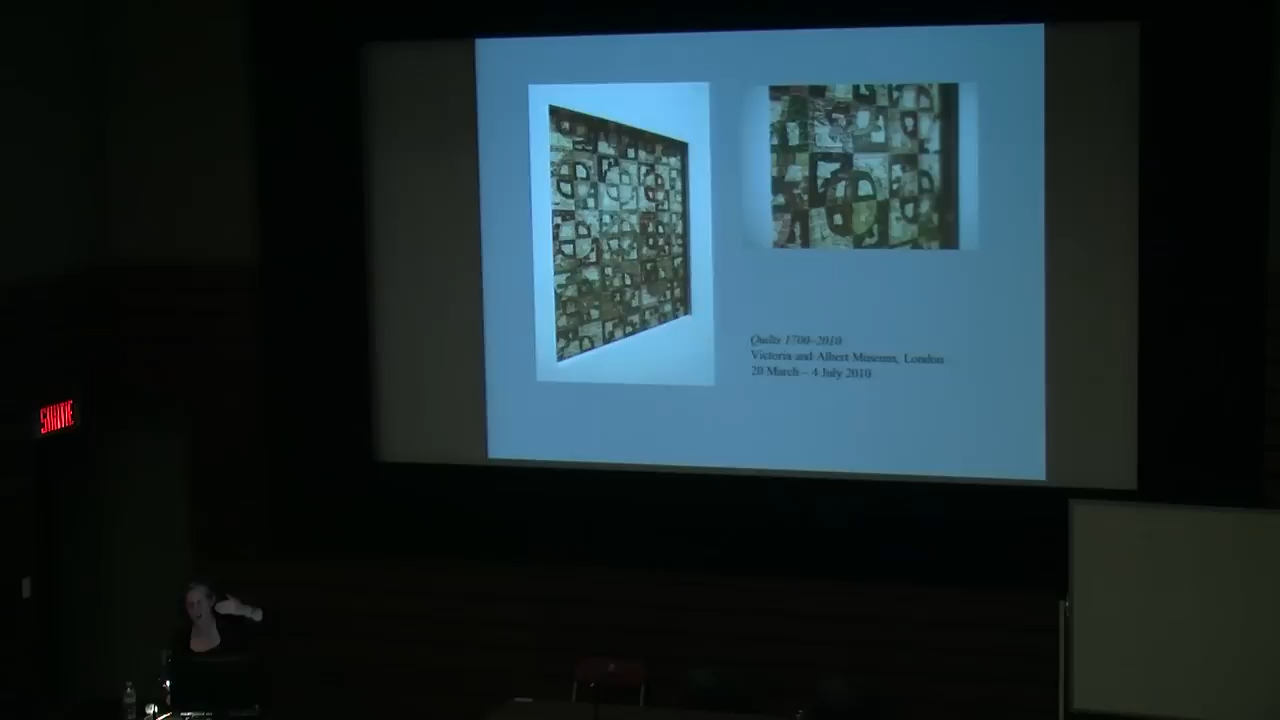 Quilts 1700–2010
Victoria and Albert Museum, London
20 March – 4 July 2010
SORTIE